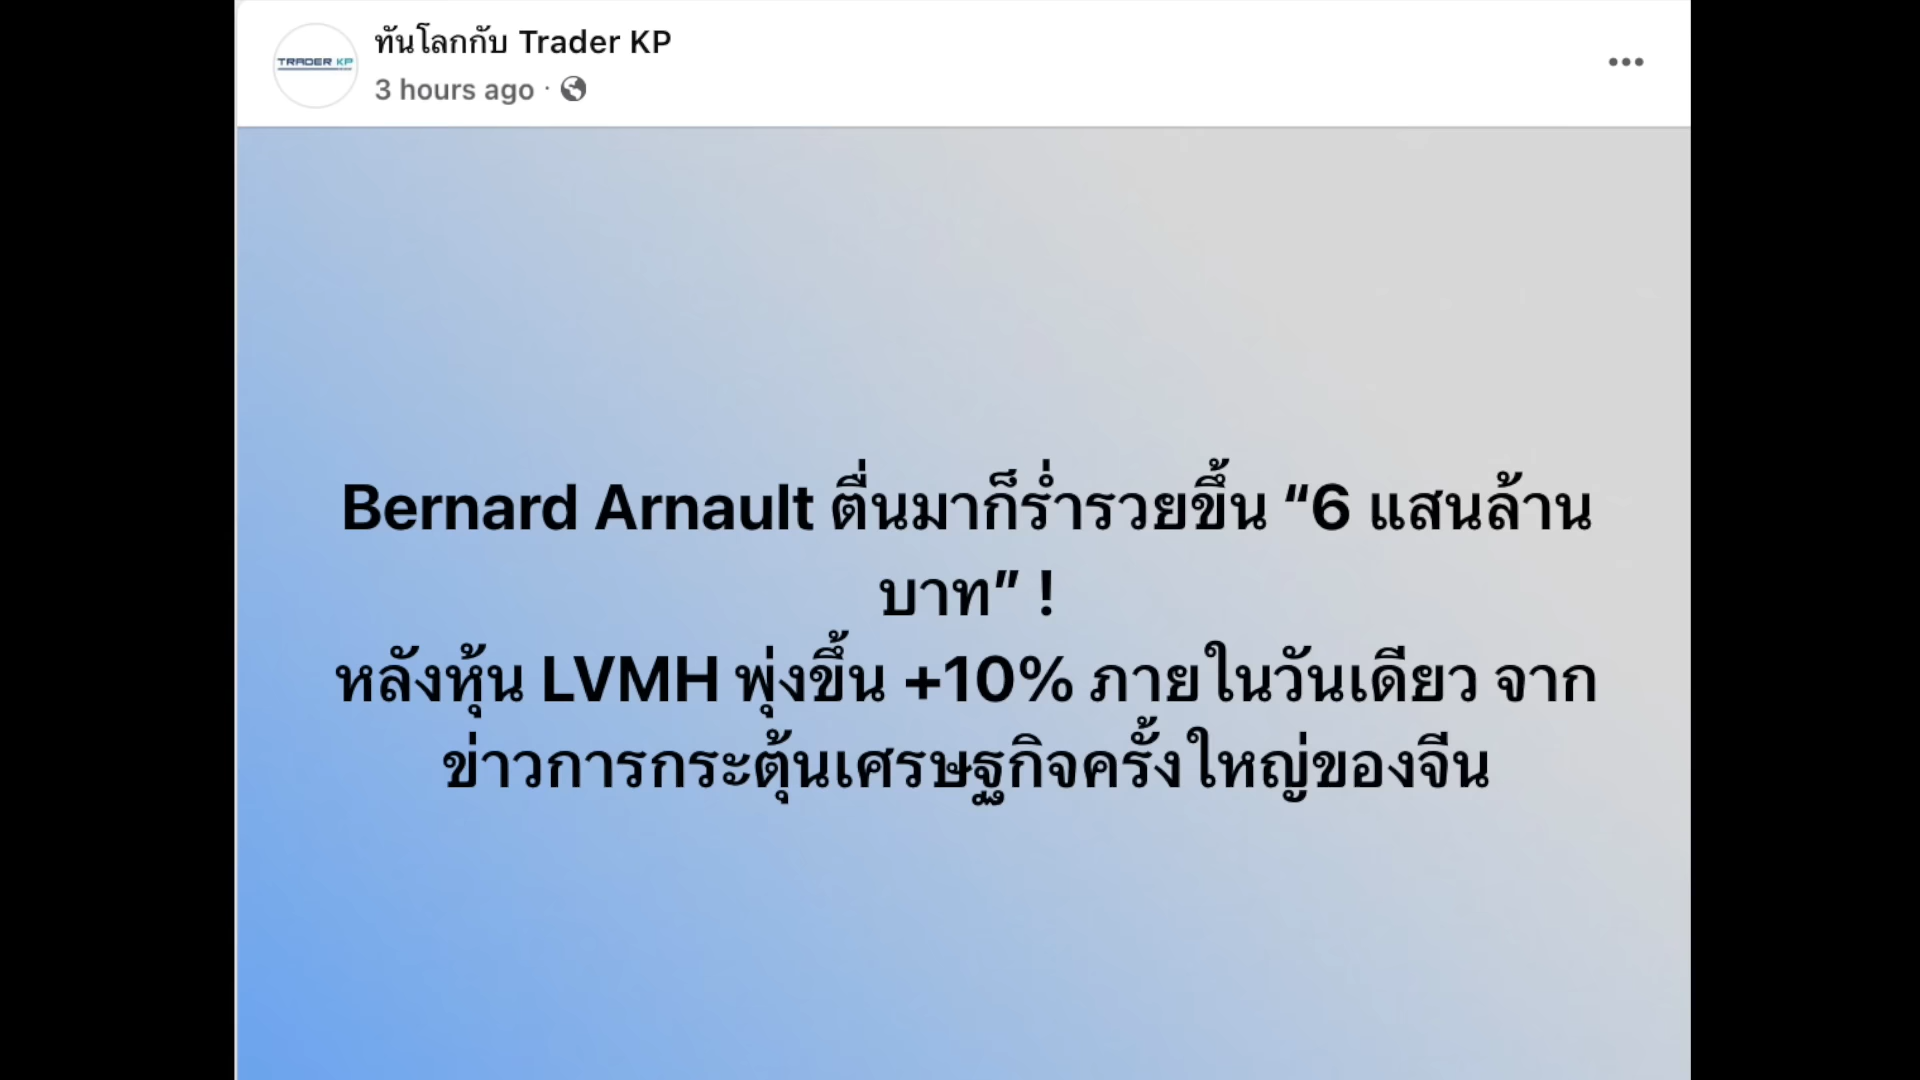 ทันโลกกับ Trader KP
3 hours ago ·
TRADER KP
Bernard Arnault ตื่นมาก็ร่ำรวยขึ้น “6 แสนล้าน
บาท” !
หลังหุ้น LVMH พุ่งขึ้น +10% ภายในวันเดียว จาก
ข่าวการกระตุ้นเศรษฐกิจครั้งใหญ่ของจีน